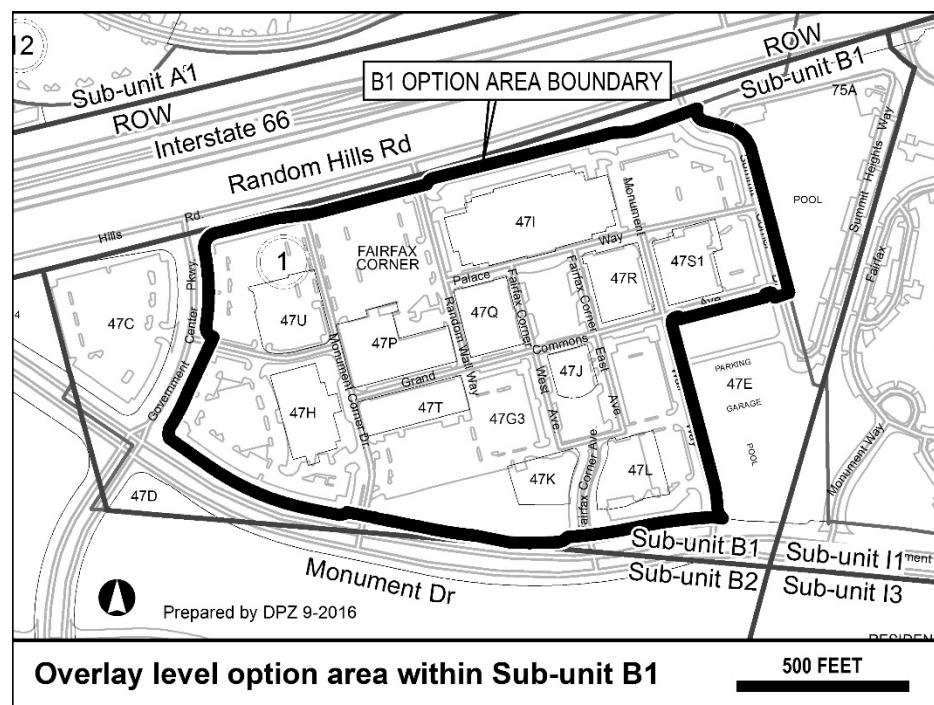 12
Sub-unit A1
ROW
Interstate 66
Random Hills Rd
B1 OPTION AREA BOUNDARY
ROW
Sub-unit B1
75A
Summit Heights Way
POOL
Fairfax
Hills
Rd.
Government
Center
Pkwy.
1
FAIRFAX
CORNER
47I
Monument
Palace
Way
47S1
47R
47Q
Fairfax Corner
Fairfax Corner
47C
47U
47P
Random Wall Way
Monument Corner Dr.
Grand
Commons
Ave
47J
West
Ave.
East
Ave.
47H
47T
47G3
47K
47L
Fairfax Corner Ave
Way
PARKING
47E
GARAGE
POOL
Monument Way
47D
Sub-unit B1
Sub-unit I1
Sub-unit B2
Sub-unit I3
Monument Dr
Prepared by DPZ 9-2016
Overlay level option area within Sub-unit B1
500 FEET